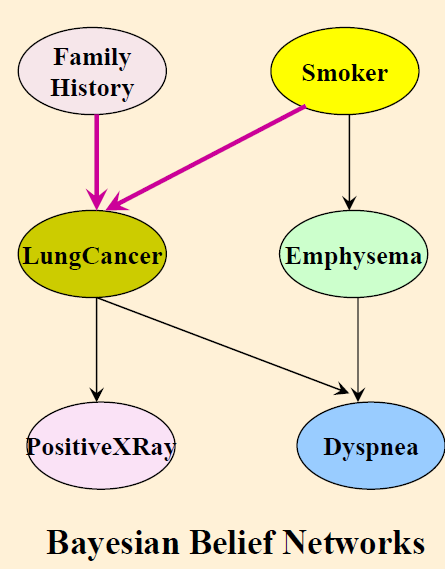 Family
History
Smoker
LungCancer
Emphysema
PositiveXRay
Dyspnea
Bayesian Belief Networks